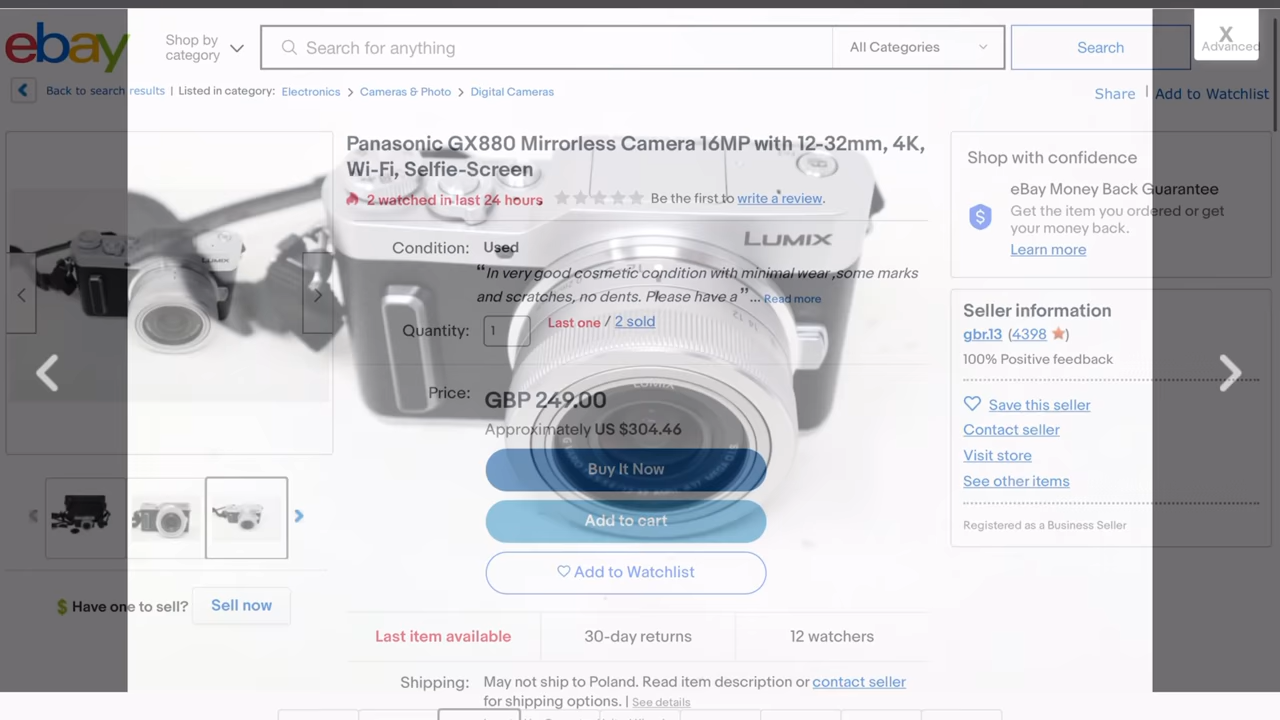 ebay
Shop by
category
Search for anything
All Categories
Search
X
Advanced
Back to search results | Listed in category: Electronics > Cameras & Photo > Digital Cameras
Share | Add to Watchlist
Panasonic GX880 Mirrorless Camera 16MP with 12-32mm, 4K,
Wi-Fi, Selfie-Screen
2 watched in last 24 hours
Be the first to write a review.
Condition: Used
“In very good cosmetic condition with minimal wear ,some marks
and scratches, no dents. Please have a”... Read more
Quantity: 1 Last one / 2 sold
Price: GBP 249.00
Approximately US $304.46
Buy It Now
Add to cart
Add to Watchlist
Last item available
30-day returns
12 watchers
Shipping: May not ship to Poland. Read item description or contact seller
for shipping options. | See details
LUMIX
LUMIX
LUMIX
Have one to sell? Sell now
Shop with confidence
eBay Money Back Guarantee
Get the item you ordered or get
your money back.
Learn more
Seller information
gbr.13 (4398)
100% Positive feedback
Save this seller
Contact seller
Visit store
See other items
Registered as a Business Seller